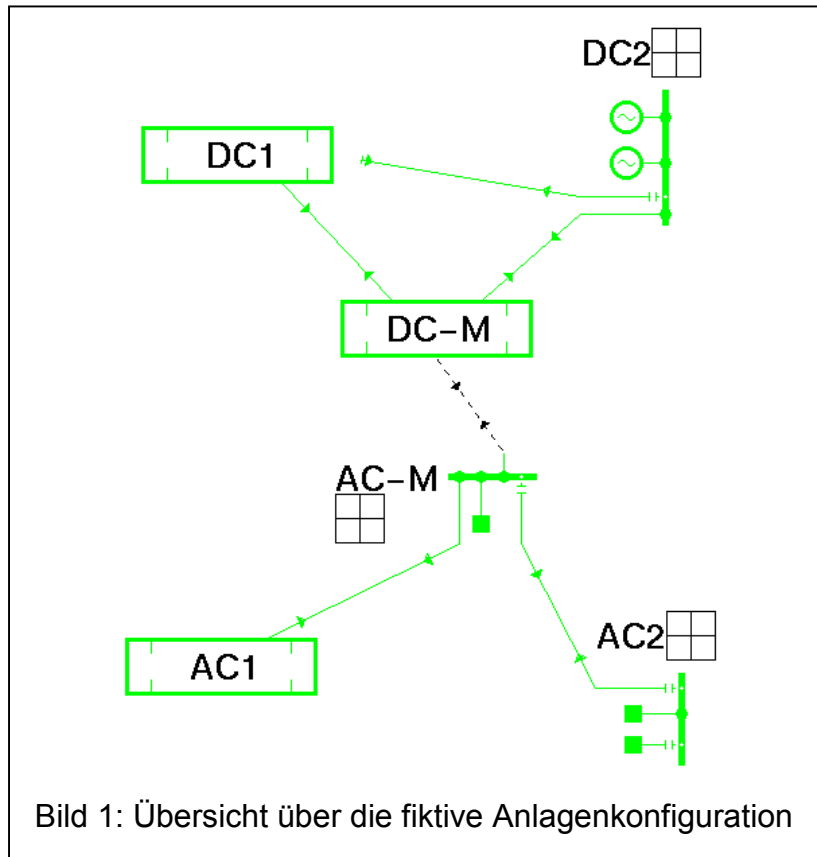 DC2
DC1
DC-M
AC-M
AC2
AC1
Bild 1: Übersicht über die fiktive Anlagenkonfiguration